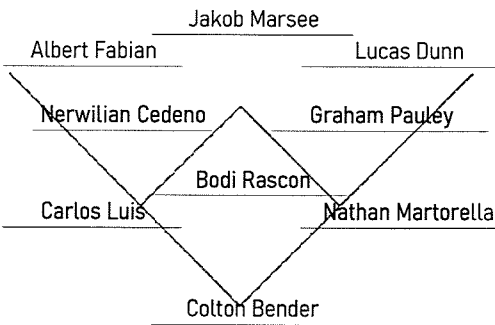 Jakob Marsee
Albert Fabian
Lucas Dunn
Nerwilian Cedeno
Graham Pauley
Bodi Rascon
Carlos Luis
Nathan Martorella
Colton Bender